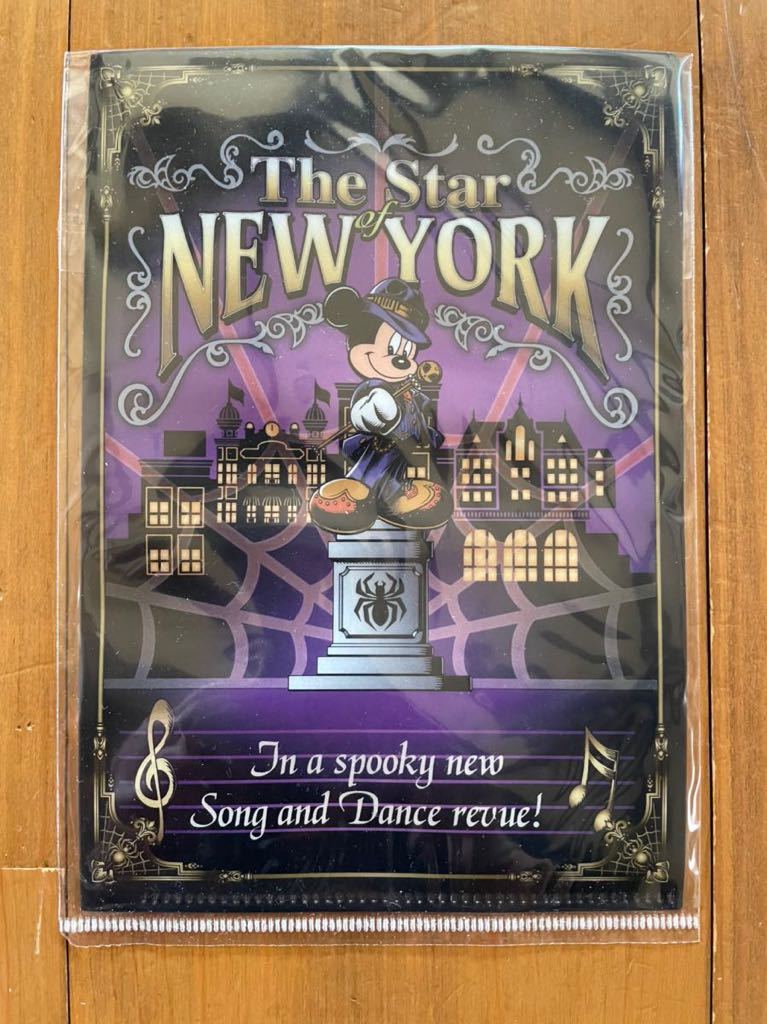 The Star
of
NEW YORK
In a spooky new
Song and Dance revue!